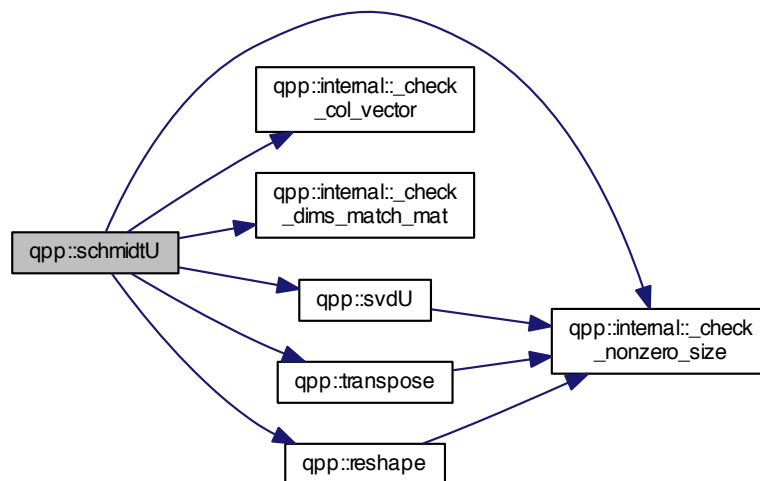 qpp::internal::_check
_col_vector
qpp::internal::_check
_dims_match_mat
qpp::schmidtU
qpp::svdU
qpp::internal::_check
_nonzero_size
qpp::transpose
qpp::reshape